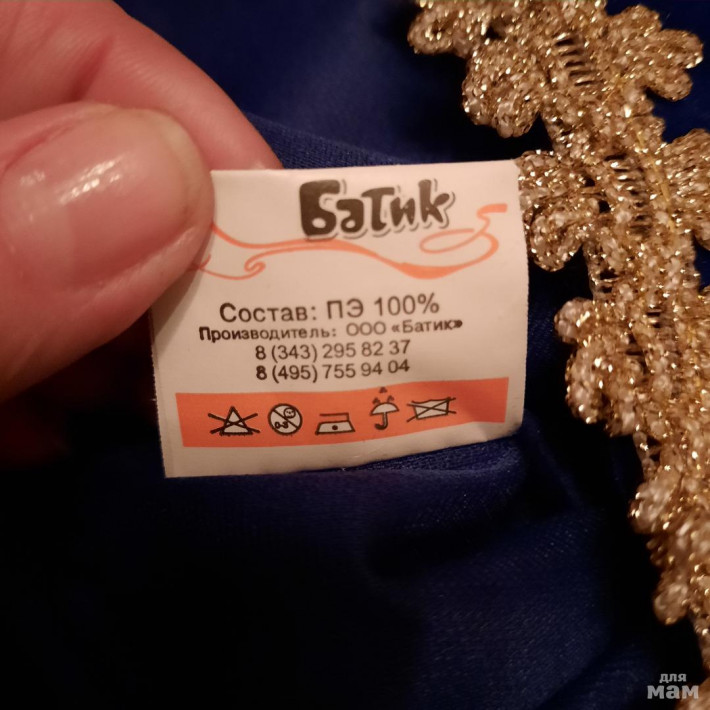 Батик
Состав: ПЭ 100%
Производитель: ООО «Батик»
8 (343) 295 82 37
8 (495) 755 94 04
для
мам